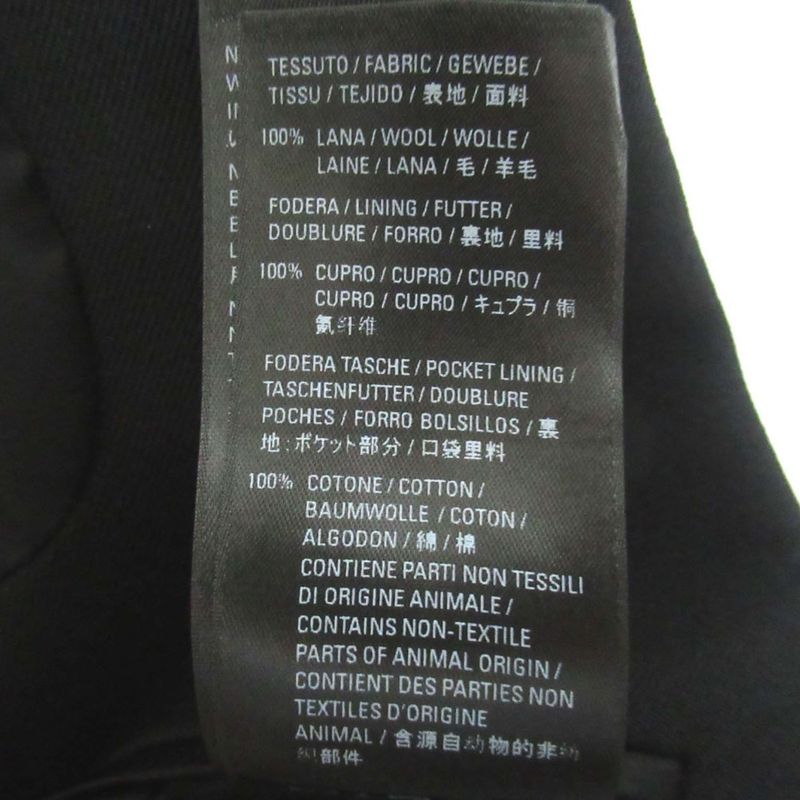 TESSUTO / FABRIC / GEWEBE /
TISSU / TEJIDO / 表地 / 面料
100% LANA / WOOL / WOLLE /
LAINE / LANA / 毛 / 羊毛
FODERA / LINING / FUTTER /
DOUBLURE / FORRO / 裏地 / 里料
100% CUPRO / CUPRO / CUPRO /
CUPRO / CUPRO / キュプラ / 铜
氨纤维
FODERA TASCHE / POCKET LINING /
TASCHENFUTTER / DOUBLURE
POCHES / FORRO BOLSILLOS / 裏
地:ポケット部分 / 口袋里料
100% COTONE / COTTON /
BAUMWOLLE / COTON /
ALGODON / 綿 / 棉
CONTIENE PARTI NON TESSILI
DI ORIGINE ANIMALE /
CONTAINS NON-TEXTILE
PARTS OF ANIMAL ORIGIN /
CONTIENT DES PARTIES NON
TEXTILES D'ORIGINE
ANIMAL / 含源自动物的非纺
织部件